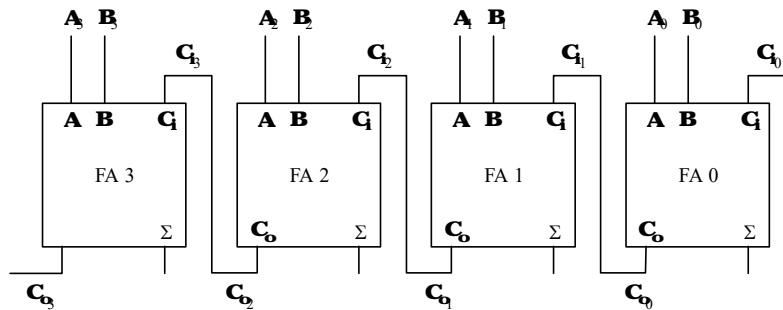 A₃ B₃ A₂ B₂ A₁ B₁ A₀ B₀
Cᵢ₃ Cᵢ₂ Cᵢ₁ Cᵢ₀
A B Cᵢ A B Cᵢ A B Cᵢ A B Cᵢ
FA 3 FA 2 FA 1 FA 0
Σ Cₒ Σ Cₒ Σ Cₒ Σ
Cₒ₃ Cₒ₂ Cₒ₁ Cₒ₀